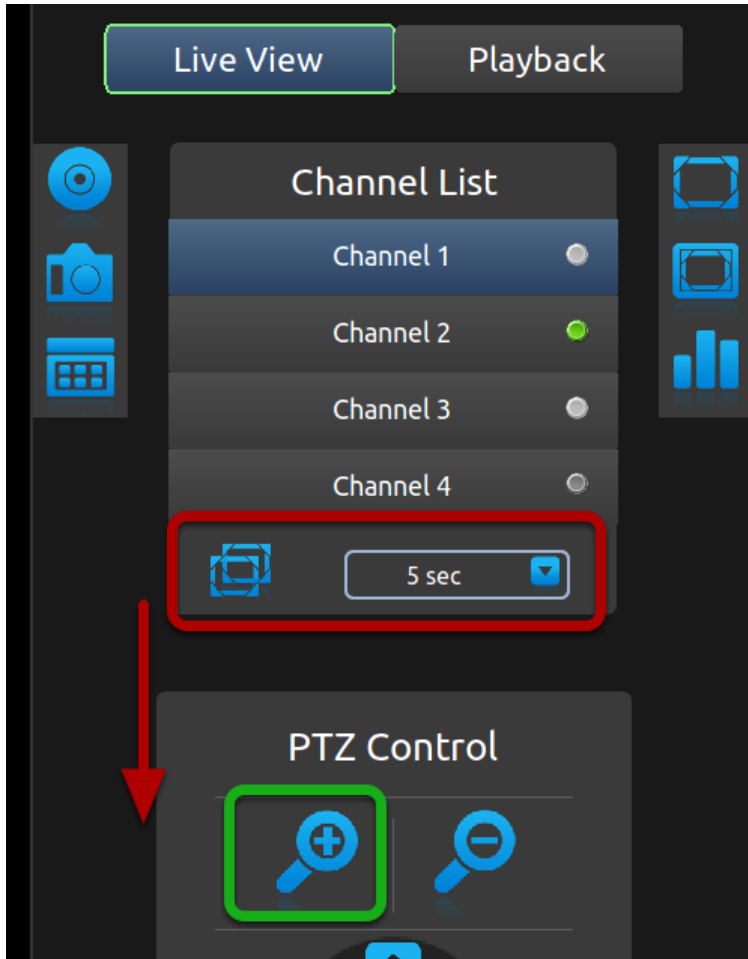 Live View Playback
Channel List
Channel 1
Channel 2
Channel 3
Channel 4
5 sec
PTZ Control